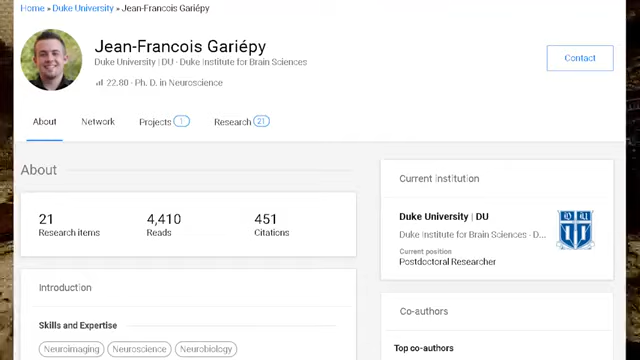 Home » Duke University » Jean-Francois Gariépy
Jean-Francois Gariépy
Duke University | DU · Duke Institute for Brain Sciences
22.80 · Ph. D. in Neuroscience
Contact
About Network Projects 1 Research 21
About
21 4,410 451
Research items Reads Citations
Introduction
Skills and Expertise
Neuroimaging Neuroscience Neurobiology
Current institution
Duke University | DU
Duke Institute for Brain Sciences · D...
Current position
Postdoctoral Researcher
Co-authors
Top co-authors